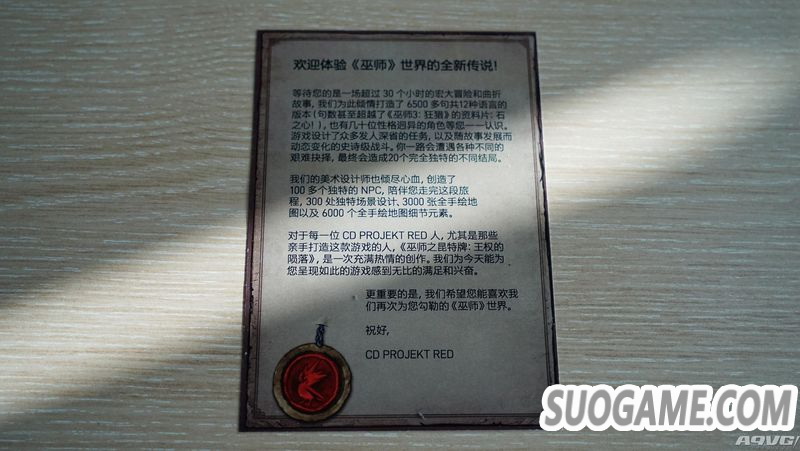 欢迎体验《巫师》世界的全新传说!
等待您的是一场超过 30 个小时的宏大冒险和曲折
故事, 我们为此倾情打造了 6500 多句共12种语言的
版本 (句数甚至超越了《巫师3: 狂猎》的资料片: 石
之心! ), 也有几十位性格迥异的角色等您一一认识。
游戏设计了众多发人深省的任务, 以及随故事发展而
动态变化的史诗级战斗。你一路会遭遇各种不同的
艰难抉择, 最终会造成20个完全独特的不同结局。
我们的美术设计师也倾尽心血, 创造了
100 多个独特的 NPC, 陪伴您走完这段旅
程, 300 处独特场景设计、3000 张全手绘地
图以及 6000 个全手绘地图细节元素。
对于每一位 CD PROJEKT RED 人, 尤其是那些
亲手打造这款游戏的人, 《巫师之昆特牌: 王权的
陨落》, 是一次充满热情的创作。我们为今天能为
您呈现如此的游戏感到无比的满足和兴奋。
更重要的是, 我们希望您能喜欢我
们再次为您勾勒的《巫师》世界。
祝好,
CD PROJEKT RED
SUOGAME.COM
A9VG